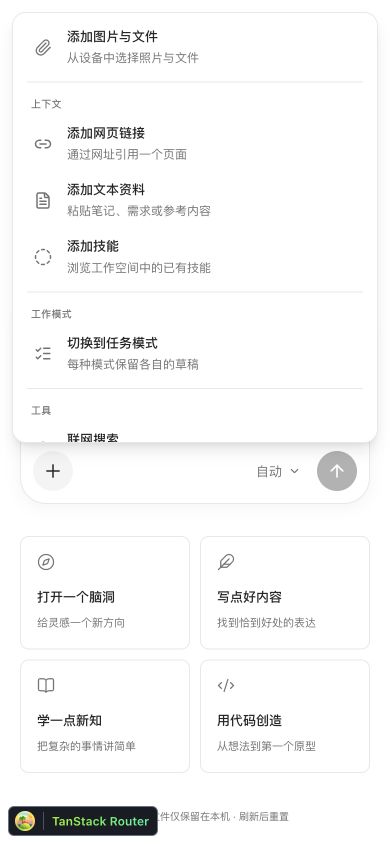 添加图片与文件
从设备中选择照片与文件
上下文
添加网页链接
通过网址引用一个页面
添加文本资料
粘贴笔记、需求或参考内容
添加技能
浏览工作空间中的已有技能
工作模式
切换到任务模式
每种模式保留各自的草稿
工具
联网搜索
自动
打开一个脑洞
给灵感一个新方向
写点好内容
找到恰到好处的表达
学一点新知
把复杂的事情讲简单
用代码创造
从想法到第一个原型
TanStack Router
件仅保留在本机 · 刷新后重置